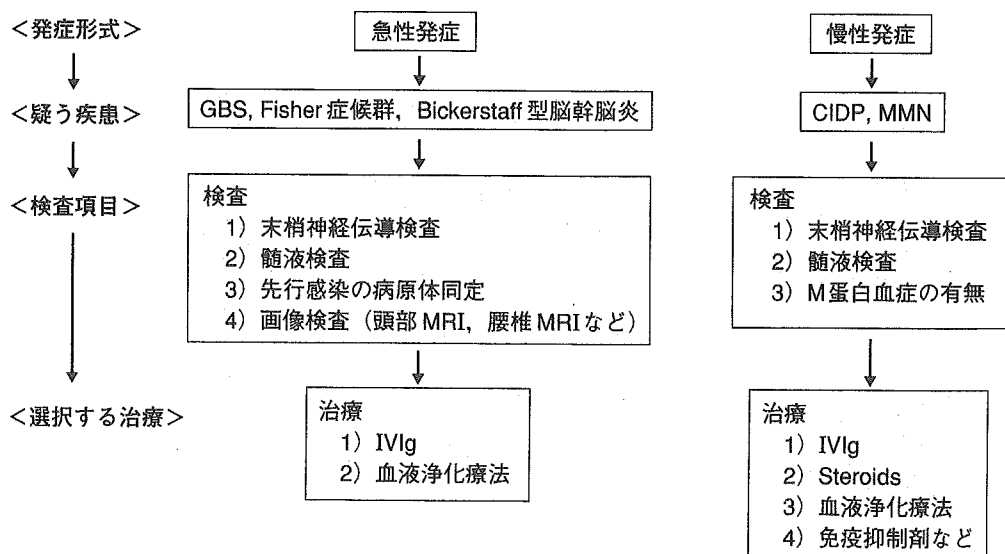 ＜発症形式＞
急性発症
慢性発症
＜疑う疾患＞
GBS, Fisher 症候群，Bickerstaff 型脳幹脳炎
CIDP, MMN
＜検査項目＞
検査
1）末梢神経伝導検査
2）髄液検査
3）先行感染の病原体同定
4）画像検査（頭部 MRI，腰椎 MRI など）
検査
1）末梢神経伝導検査
2）髄液検査
3）M 蛋白血症の有無
＜選択する治療＞
治療
1）IVIg
2）血液浄化療法
治療
1）IVIg
2）Steroids
3）血液浄化療法
4）免疫抑制剤など